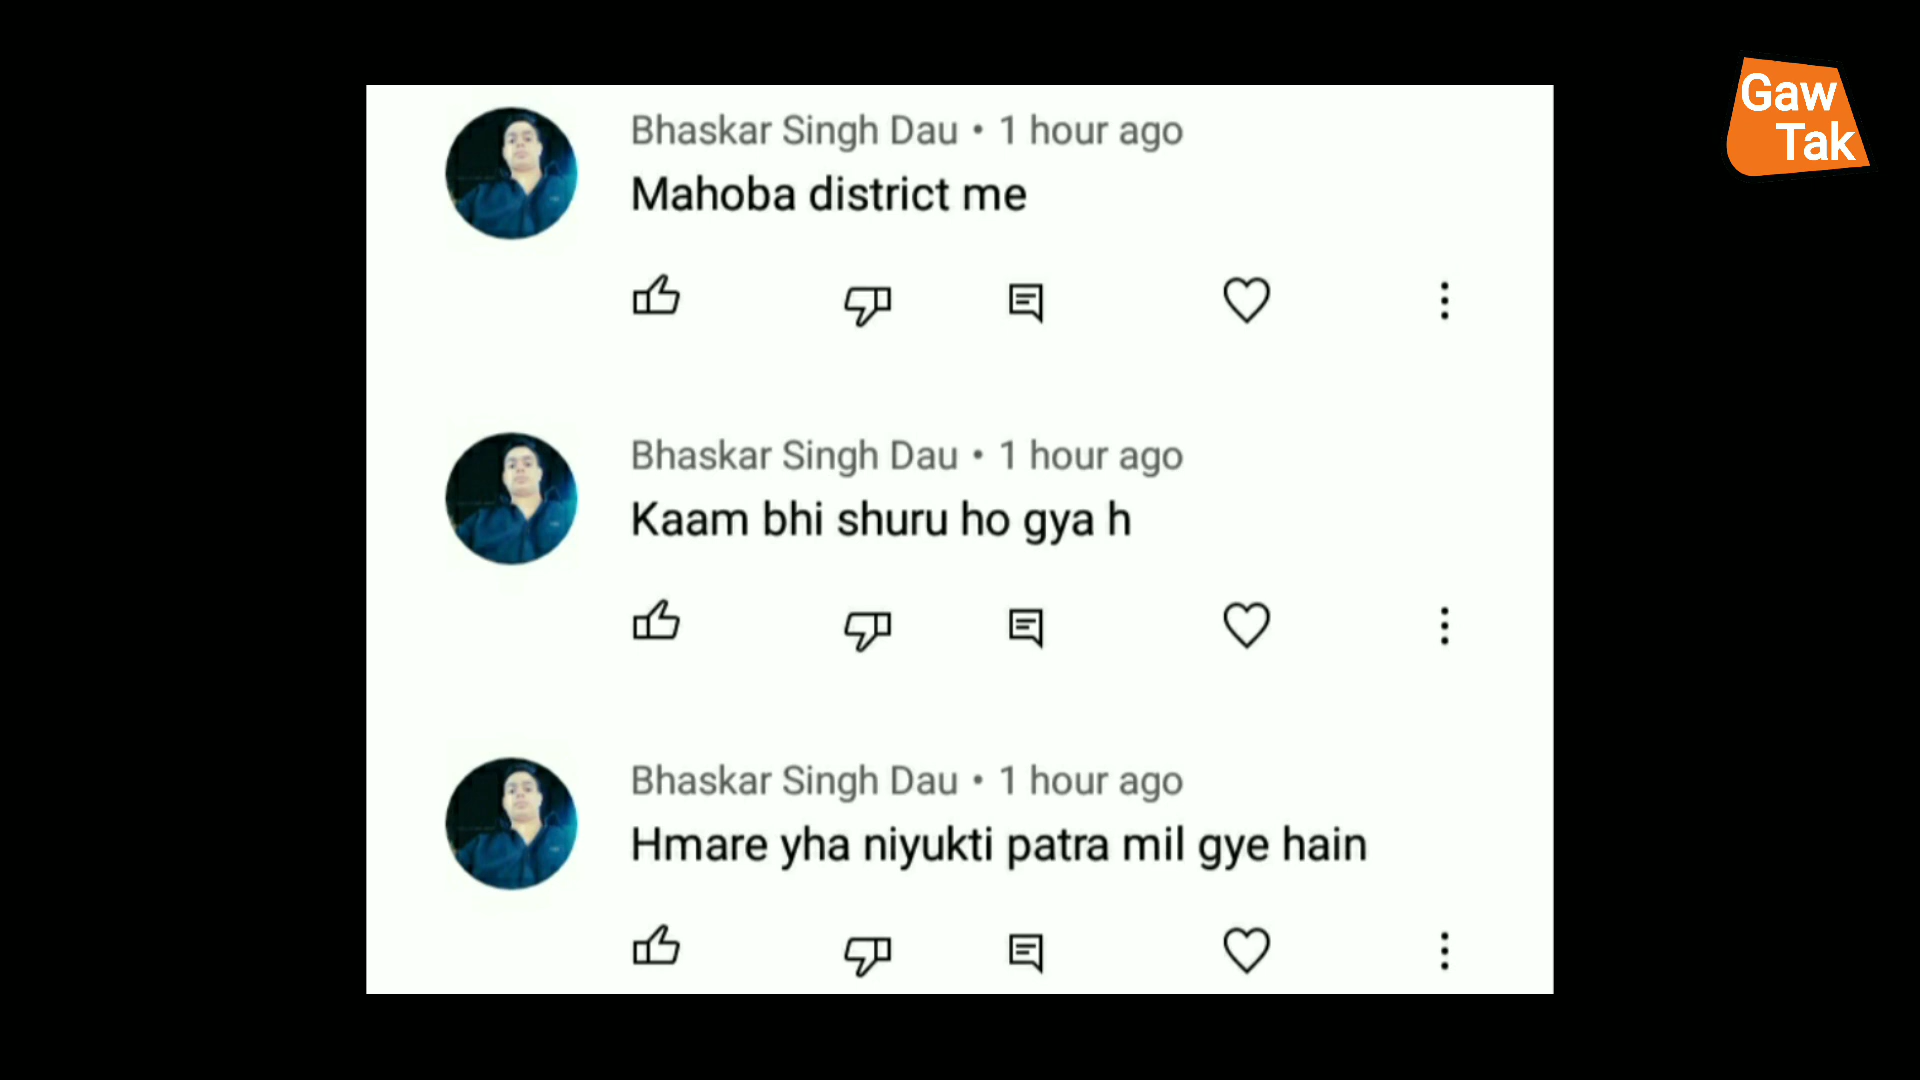 Gaw
Tak
Bhaskar Singh Dau • 1 hour ago
Mahoba district me
Bhaskar Singh Dau • 1 hour ago
Kaam bhi shuru ho gya h
Bhaskar Singh Dau • 1 hour ago
Hmare yha niyukti patra mil gye hain